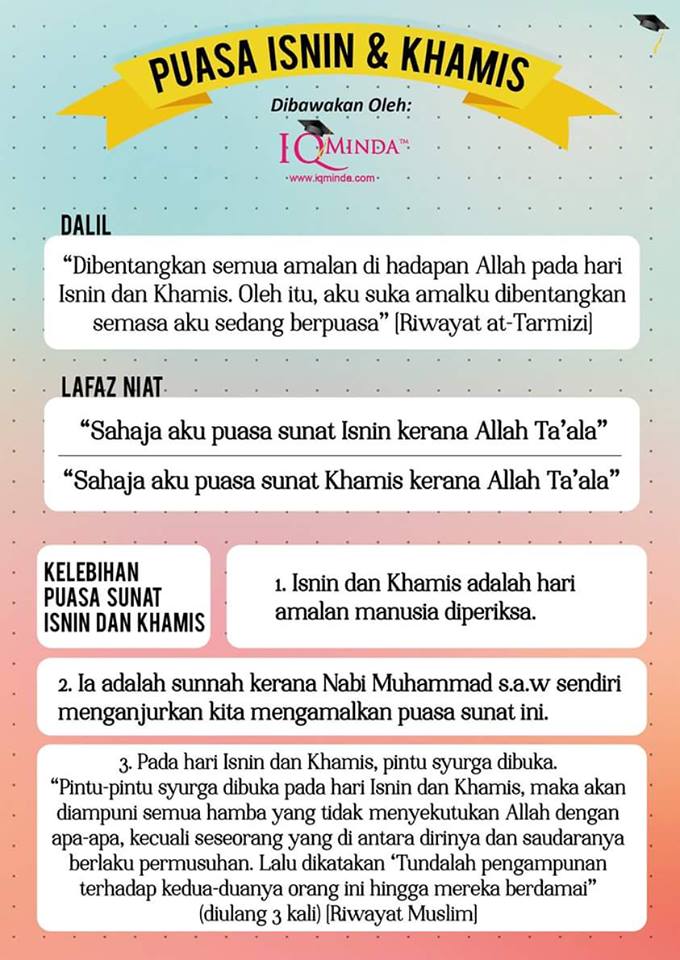 PUASA ISNIN & KHAMIS
Dibawakan Oleh:
IQMINDA™
www.iqminda.com
DALIL
“Dibentangkan semua amalan di hadapan Allah pada hari
Isnin dan Khamis. Oleh itu, aku suka amalku dibentangkan
semasa aku sedang berpuasa” [Riwayat at-Tarmizi]
LAFAZ NIAT
“Sahaja aku puasa sunat Isnin kerana Allah Ta’ala”
“Sahaja aku puasa sunat Khamis kerana Allah Ta’ala”
KELEBIHAN
PUASA SUNAT
ISNIN DAN KHAMIS
1. Isnin dan Khamis adalah hari
amalan manusia diperiksa.
2. Ia adalah sunnah kerana Nabi Muhammad s.a.w sendiri
menganjurkan kita mengamalkan puasa sunat ini.
3. Pada hari Isnin dan Khamis, pintu syurga dibuka.
“Pintu-pintu syurga dibuka pada hari Isnin dan Khamis, maka akan
diampuni semua hamba yang tidak menyekutukan Allah dengan
apa-apa, kecuali seseorang yang di antara dirinya dan saudaranya
berlaku permusuhan. Lalu dikatakan ‘Tundalah pengampunan
terhadap kedua-duanya orang ini hingga mereka berdamai”
(diulang 3 kali) [Riwayat Muslim]